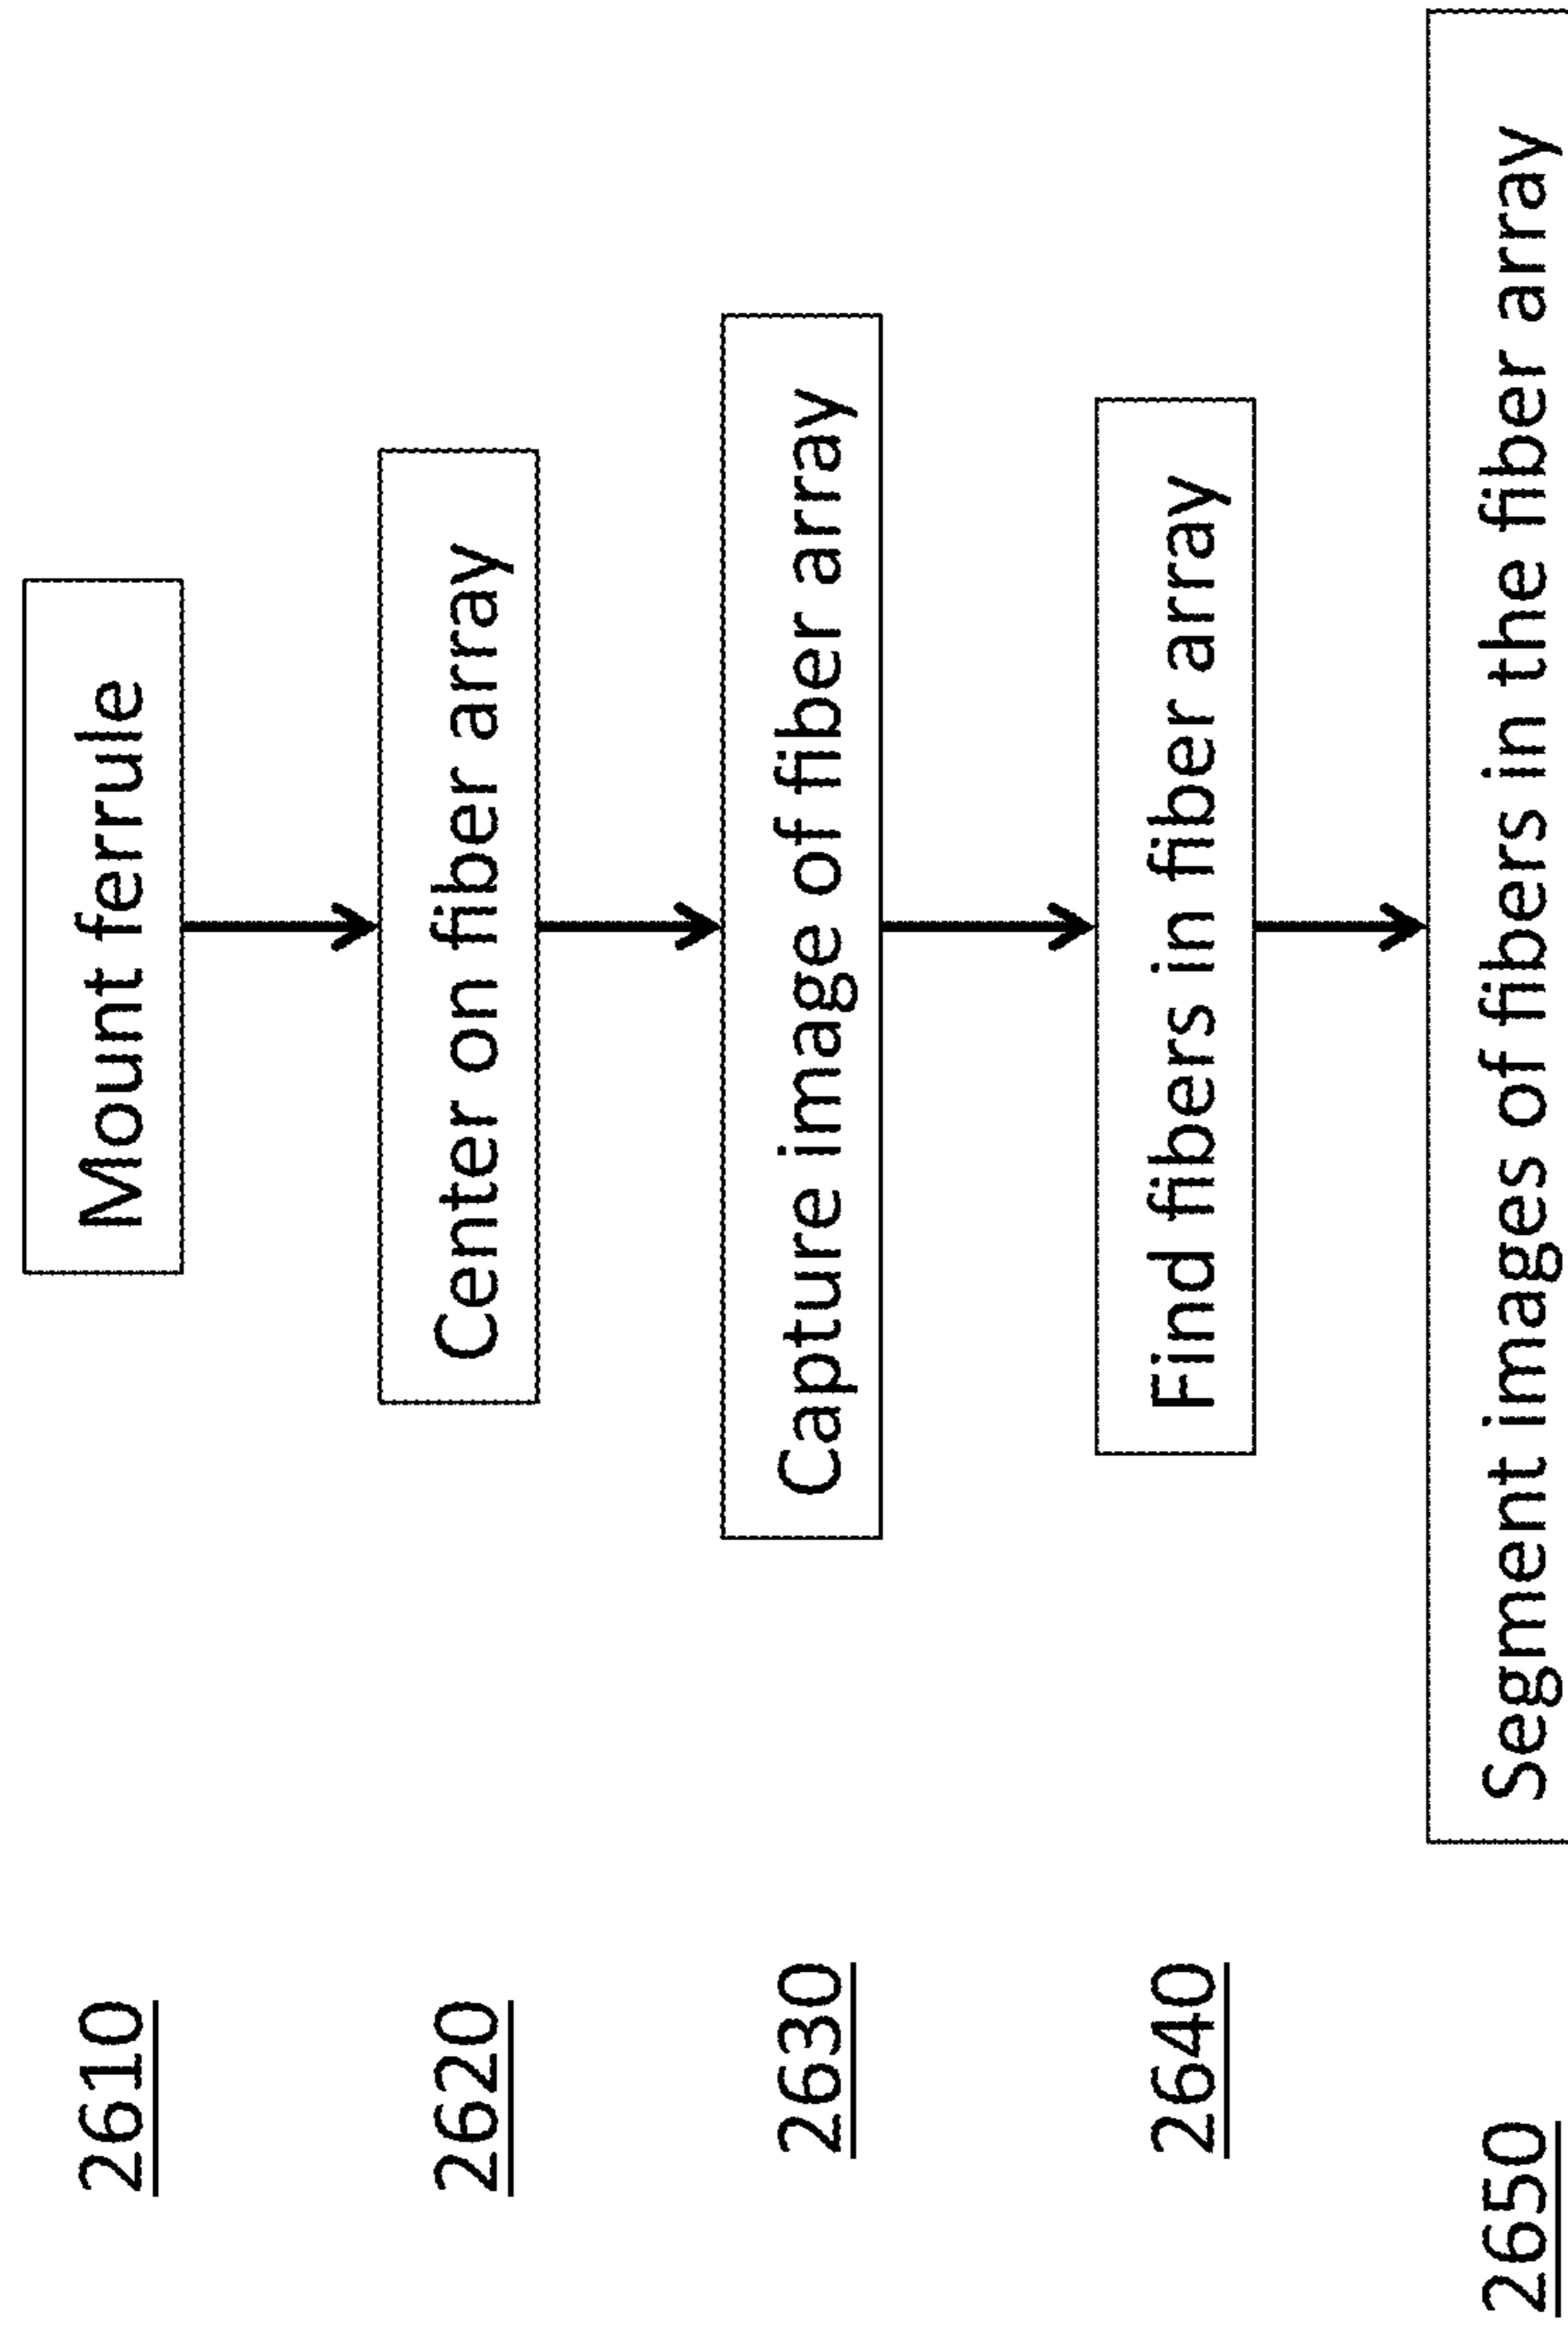 2610 Mount ferrule
2620 Center on fiber array
2630 Capture image of fiber array
2640 Find fibers in fiber array
2650 Segment images of fibers in the fiber array